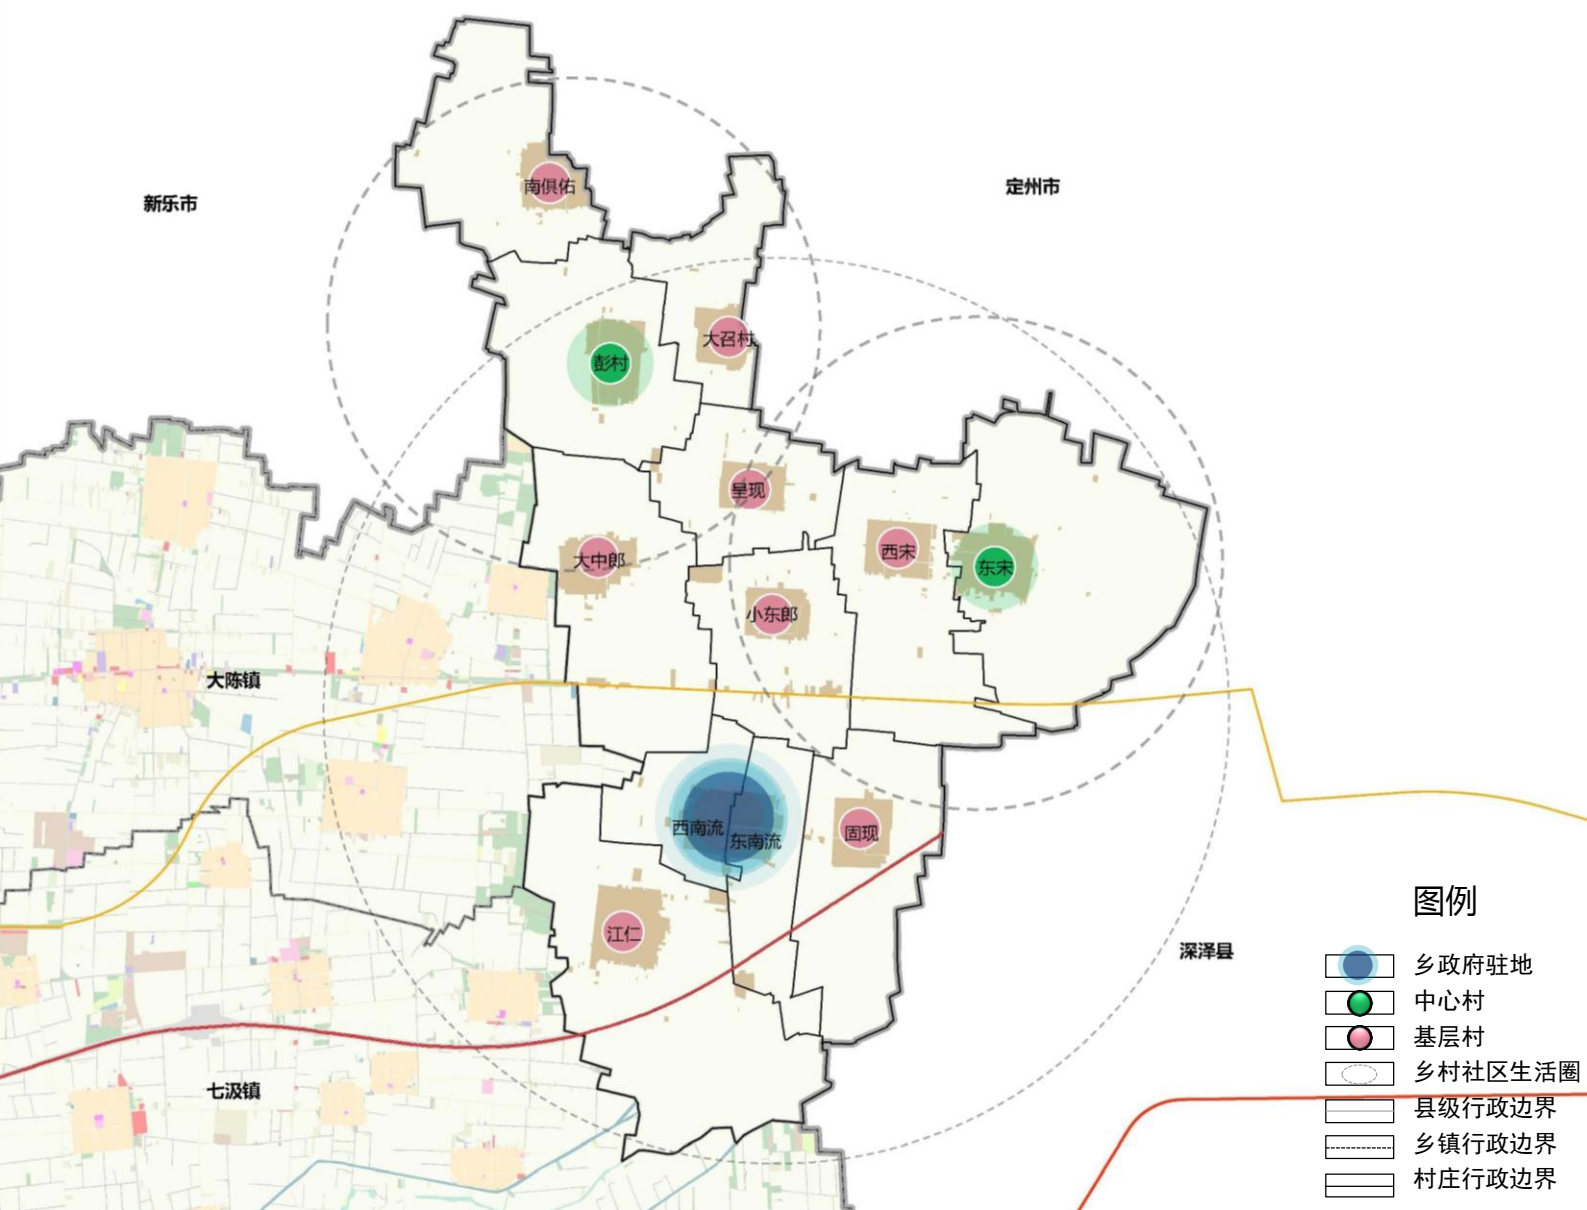 南俱佑
新乐市
定州市
大召村
彭村
呈现
西宋
大中郎
东宋
小东郎
大陈镇
西南流
东南流
固现
江仁
深泽县
七汲镇
图例
乡政府驻地
中心村
基层村
乡村社区生活圈
县级行政边界
乡镇行政边界
村庄行政边界